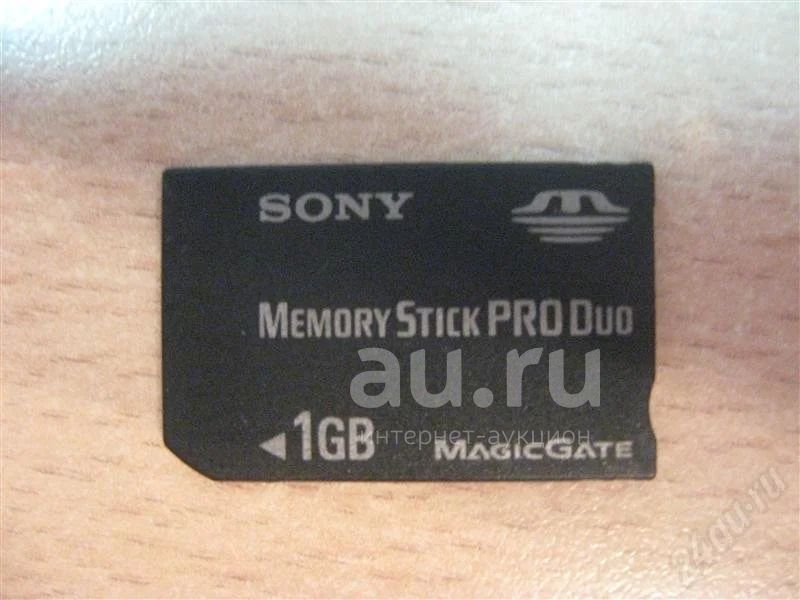 SONY
MEMORY STICK PRO DUO
au.ru
интернет-аукцион
1GB
MAGICGATE
24au.ru